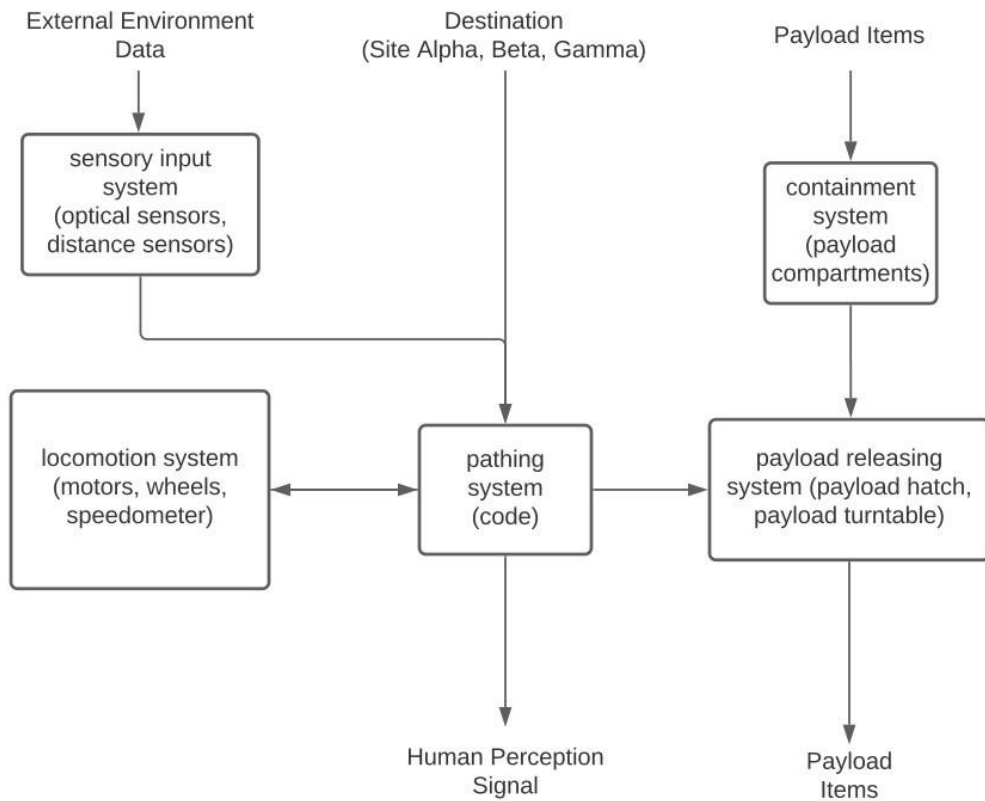 External Environment
Data
Destination
(Site Alpha, Beta, Gamma)
Payload Items
sensory input
system
(optical sensors,
distance sensors)
containment
system
(payload
compartments)
locomotion system
(motors, wheels,
speedometer)
pathing
system
(code)
payload releasing
system (payload hatch,
payload turntable)
Human Perception
Signal
Payload
Items